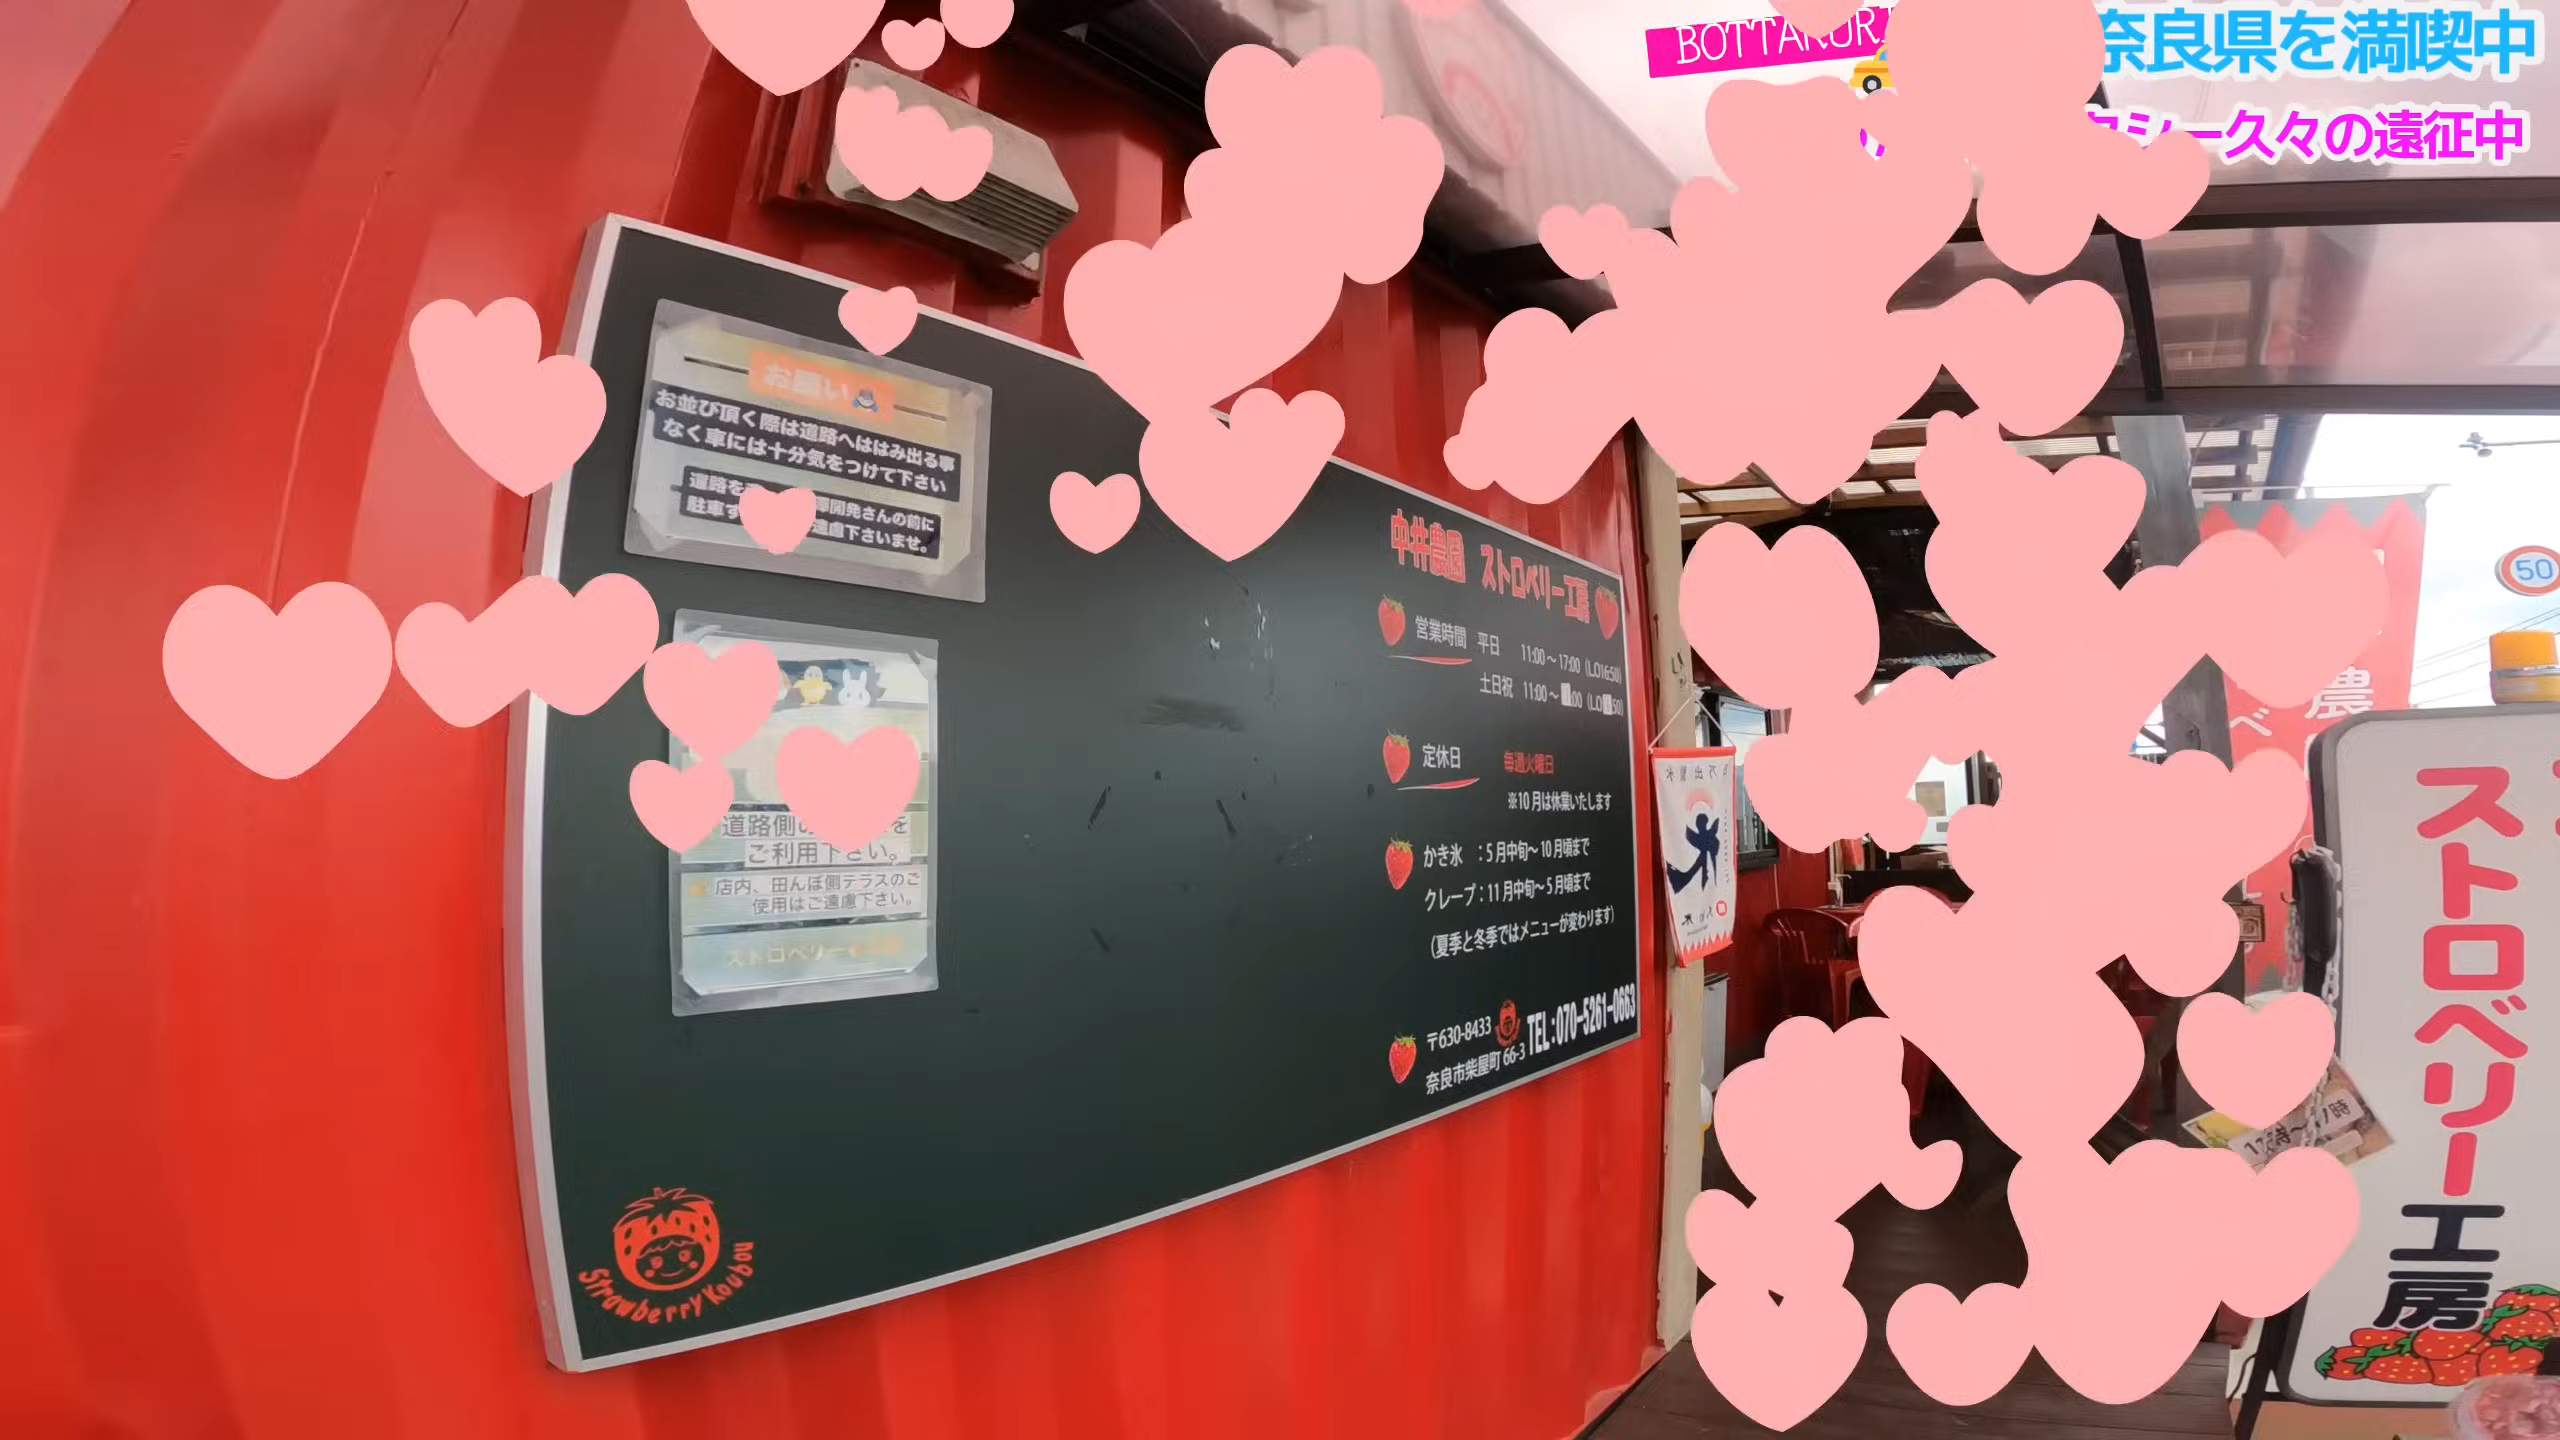 BOTTAKURI
奈良県を満喫中
久々の遠征中
お願い
お並び頂く際は道路へははみ出る事
なく車には十分気をつけて下さい
道路を
開発さんの前に
駐車す
遠慮下さいませ。
道路側の
を
ご利用下さい。
店内、田んぼ側テラスのご
使用はご遠慮下さい。
ストロベリー
Strawberry Koubou
中井農園 ストロベリー工房
営業時間 平日 11:00～17:00 (L.O16:50)
土日祝 11:00～ :00 (L.O :50)
定休日 毎週火曜日
※10月は休業いたします
かき氷 :5月中旬～10月頃まで
クレープ:11月中旬～5月頃まで
(夏季と冬季ではメニューが変わります)
〒630-8433
奈良市柴屋町 66-3
TEL:070-5261-0663
氷
農
ベ
50
ストロベリー工房